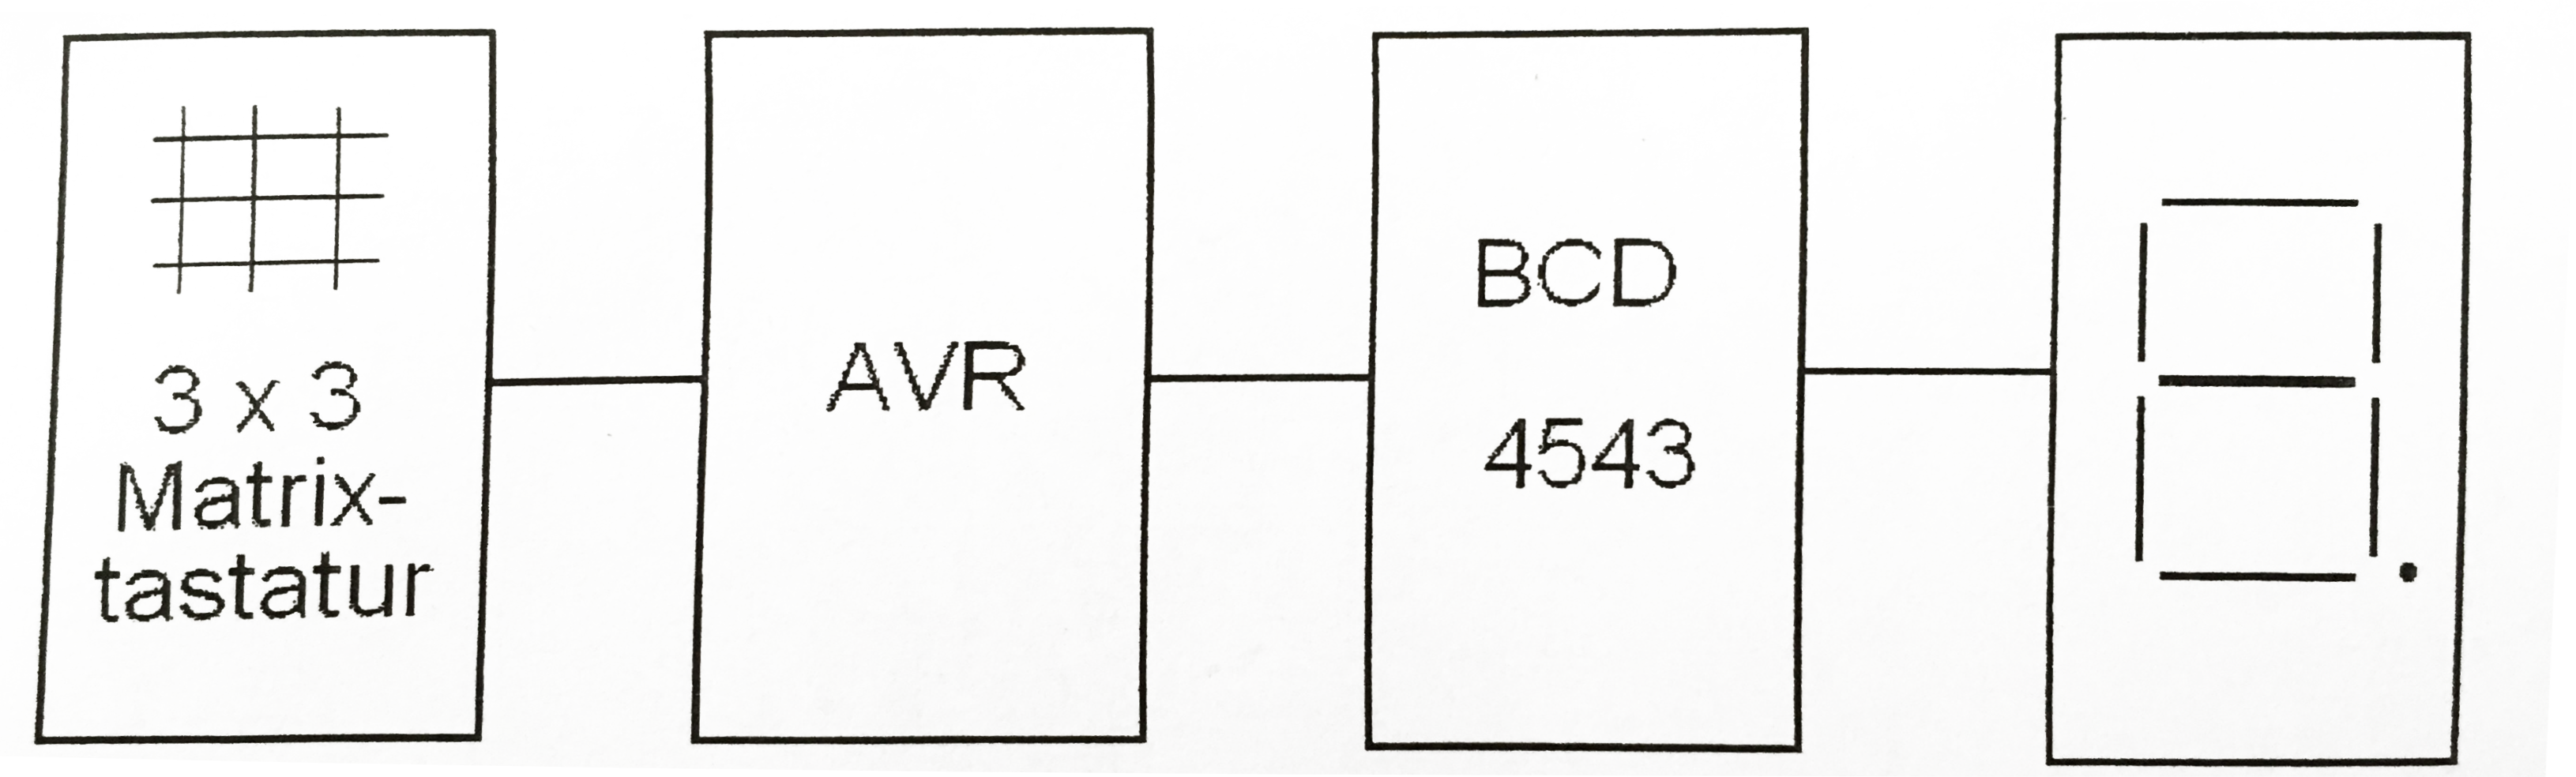 3 x 3
Matrix-
tastatur
AVR
BCD
4543